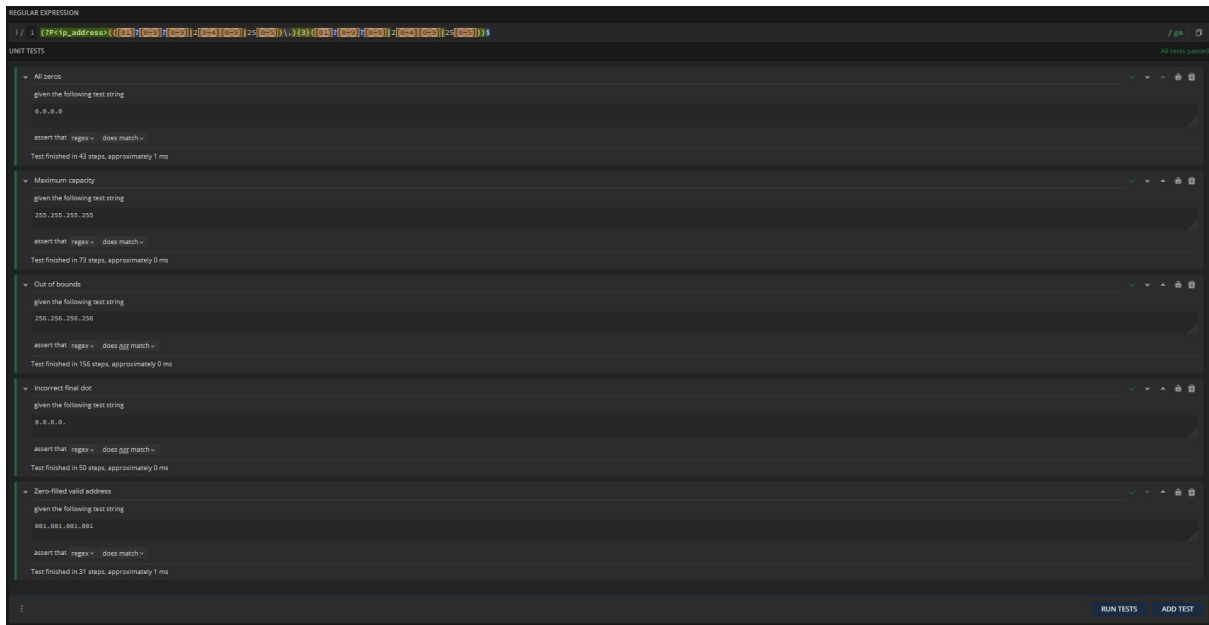 REGULAR EXPRESSION
/ 1 (?P<ip_address>(([01]?[0-9]?[0-9]|2[0-4][0-9]|25[0-5])\.){3}([01]?[0-9]?[0-9]|2[0-4][0-9]|25[0-5]))$ / gm
UNIT TESTS All tests passed
All zeros
given the following test string
0.0.0.0
assert that regex does match
Test finished in 43 steps, approximately 1 ms
Maximum capacity
given the following test string
255.255.255.255
assert that regex does match
Test finished in 73 steps, approximately 0 ms
Out of bounds
given the following test string
256.256.256.256
assert that regex does not match
Test finished in 156 steps, approximately 0 ms
Incorrect final dot
given the following test string
0.0.0.0.
assert that regex does not match
Test finished in 50 steps, approximately 0 ms
Zero-filled valid address
given the following test string
001.001.001.001
assert that regex does match
Test finished in 31 steps, approximately 1 ms
RUN TESTS ADD TEST